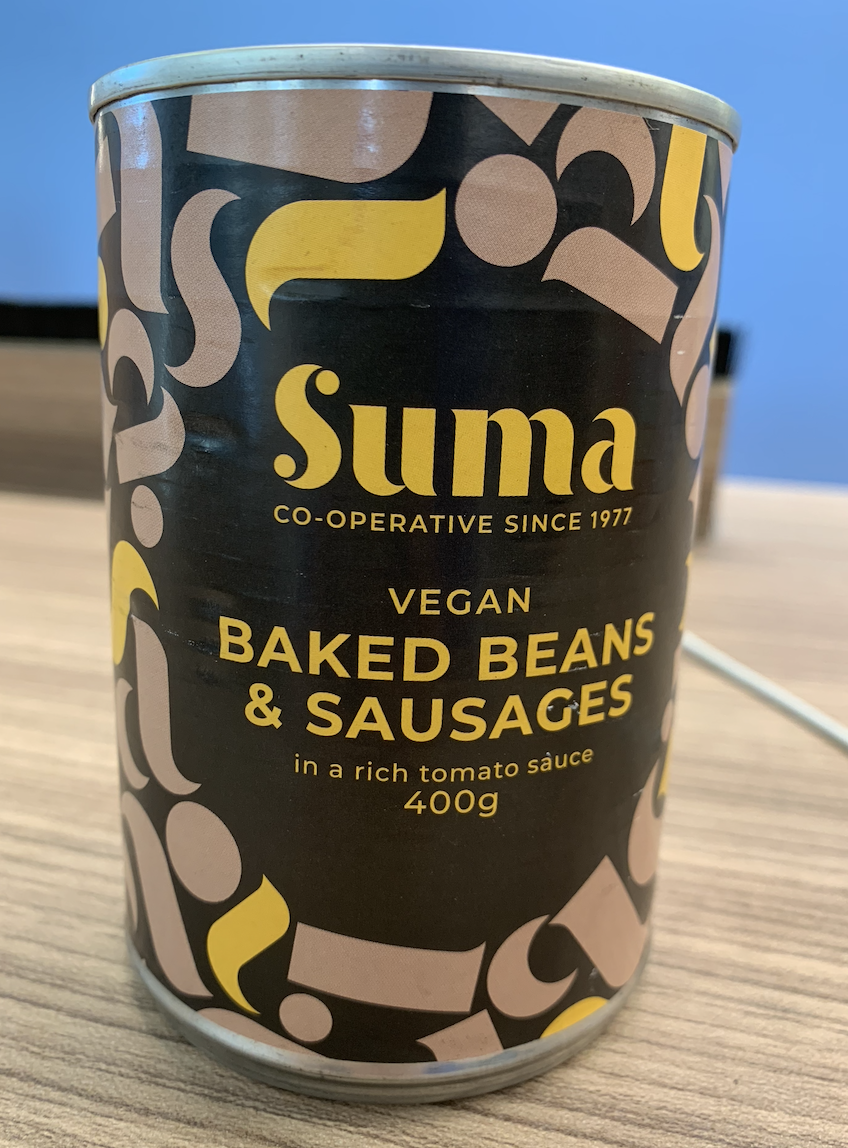 Suma
CO-OPERATIVE SINCE 1977
VEGAN
BAKED BEANS
& SAUSAGES
in a rich tomato sauce
400g